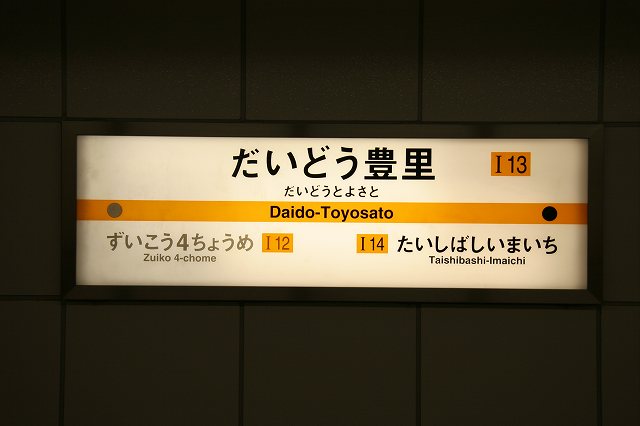 だいどう豊里 I13
だいどうとよさと
Daido-Toyosato
ずいこう4ちょうめ I12 I14 たいしばしいまいち
Zuiko 4-chome Taishibashi-Imaichi